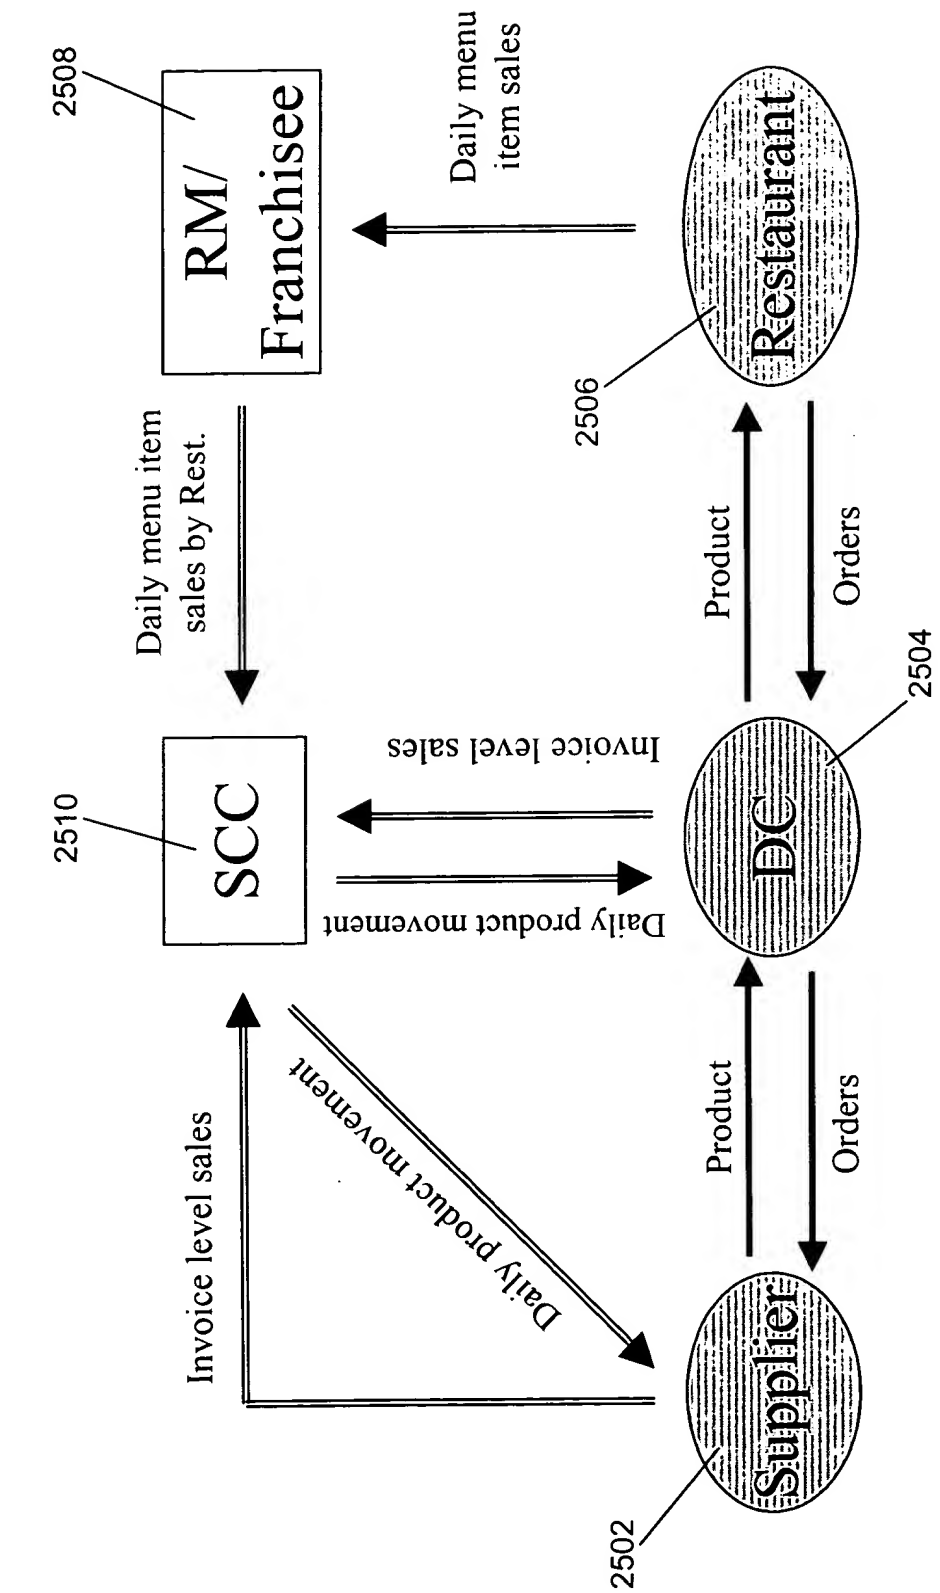 2510
SCC
2508
RM/
Franchisee
Invoice level sales
Daily menu item
sales by Rest.
Daily product movement
Daily product movement
Invoice level sales
Daily menu
item sales
2502
Supplier
Product
Orders
DC
2504
Product
Orders
2506
Restaurant